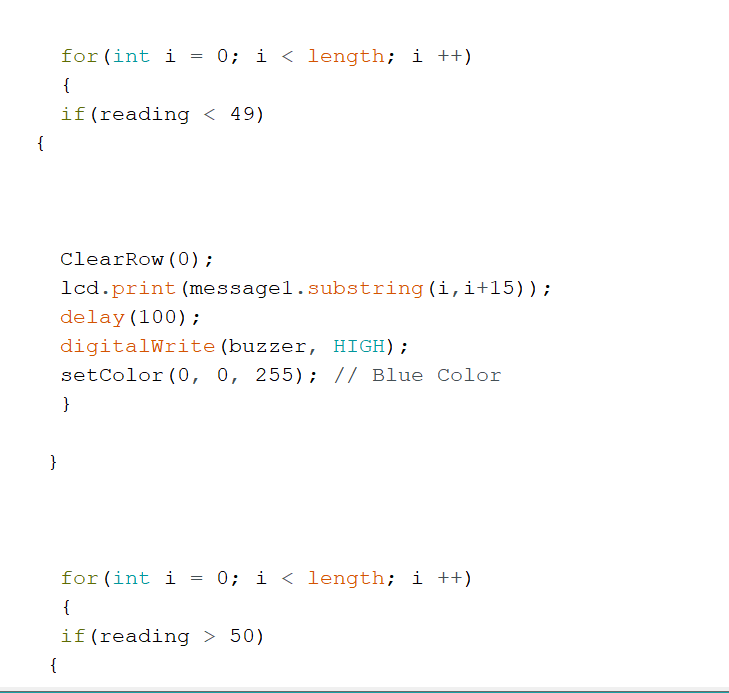 for(int i = 0; i < length; i ++)
{
if(reading < 49)
{
ClearRow(0);
lcd.print(message1.substring(i,i+15));
delay(100);
digitalWrite(buzzer, HIGH);
setColor(0, 0, 255); // Blue Color
}
}
for(int i = 0; i < length; i ++)
{
if(reading > 50)
{